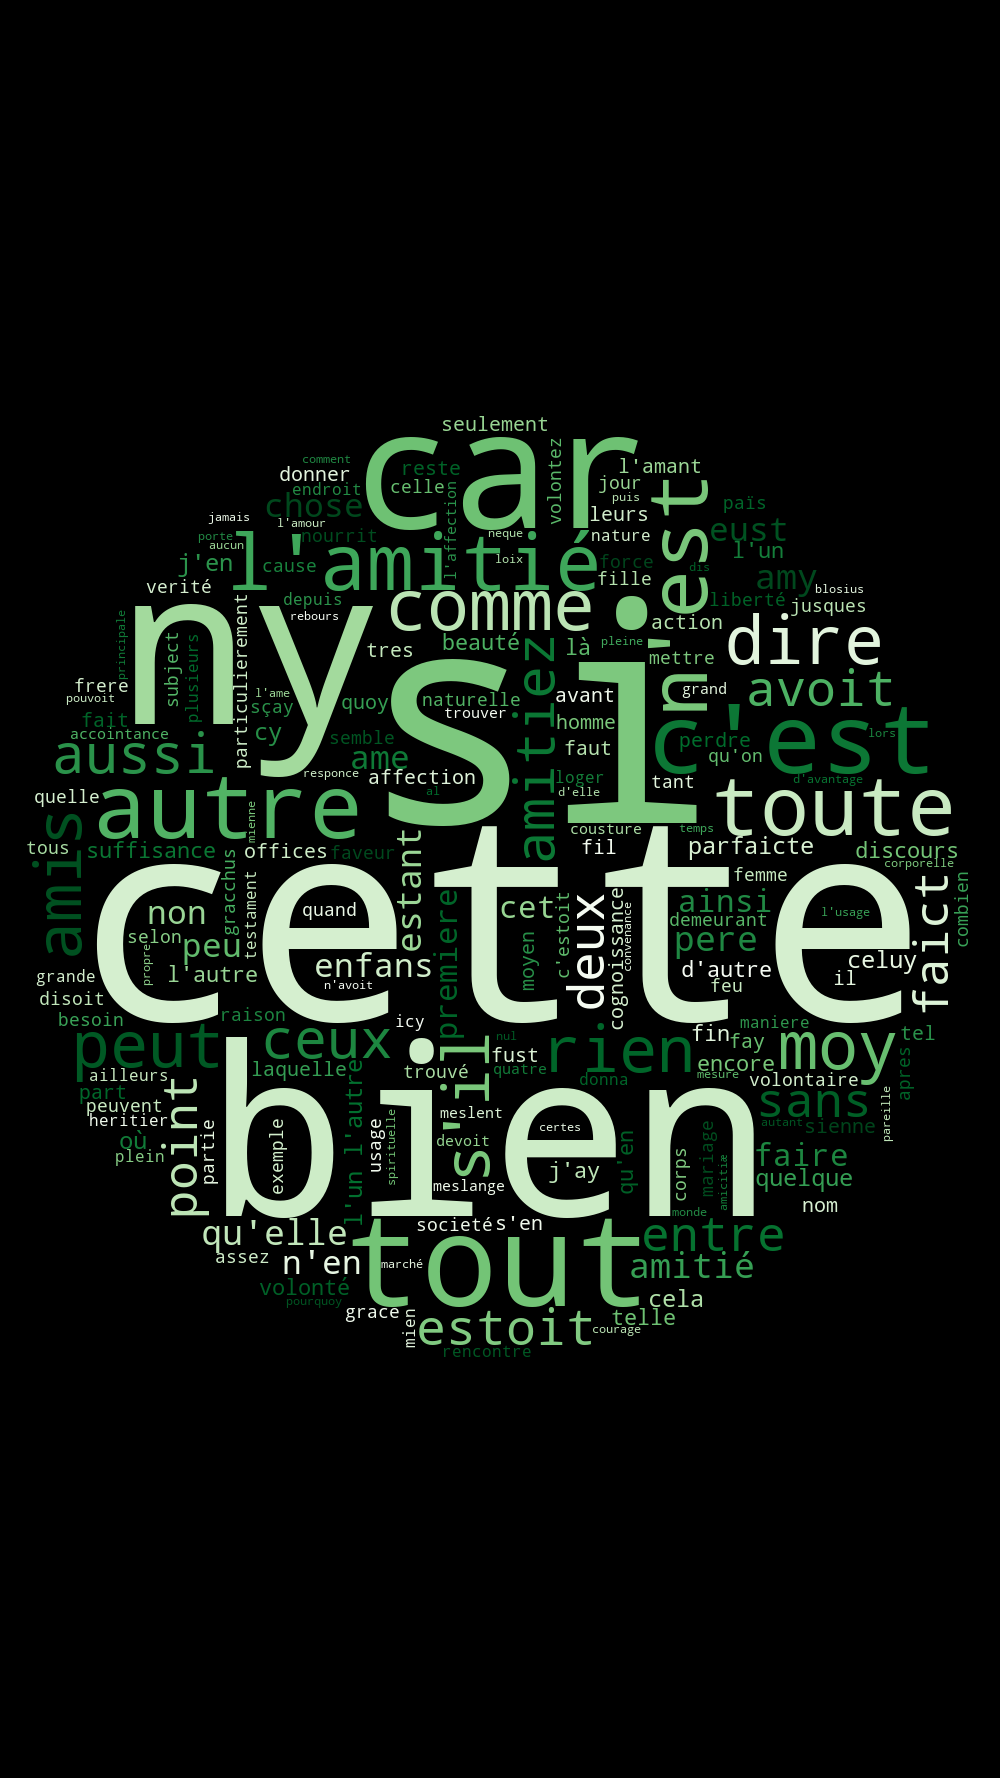 seulement
car
comment
donner
reste
volontez
l'amant
endroit
celle
jour
puis
chose
l'affection
leurs
n'est
païs
jamais
l'amour
nourrit
neque
nature
eust
porte
aucun
l'amitié
loix
force
dis
l'un
j'en
cause
fille
amy
verité
depuis
comme
liberté
blosius
jusques
ny
rebours
action
principale
subject
plusieurs
particulierement
tres
beauté
amitiez
là
pleine
dire
mettre
frere
pouvoit
l'ame
sçay
quoy
naturelle
trouver
si
avant
grand
avoit
fait
accointance
cy
semble
homme
c'est
perdre
lors
aussi
ame
faut
qu'on
responce
affection
loger
d'elle
tant
d'avantage
quelle
autre
al
toute
mienne
cousture
temps
tous
amis
suffisance
gracchus
offices
faveur
estant
fil
parfaicte
discours
corporelle
cette
testament
femme
combien
non
quand
cet
deux
cognoissance
convenance
ainsi
l'usage
faict
selon
peu
premiere
moyen
c'estoit
demeurant
pere
propre
grande
l'autre
enfans
n'avoit
d'autre
il
celuy
feu
disoit
besoin
raison
icy
nul
fin
maniere
tel
peut
ceux
s'il
fust
rien
fay
moy
apres
ailleurs
laquelle
trouvé
quatre
donna
encore
mesure
volontaire
part
peuvent
heritier
point
bien
l'un l'autre
usage
spirituelle
meslent
certes
sans
autant
sienne
pareille
où
plein
partie
exemple
devoit
j'ay
qu'en
corps
mariage
amicitiæ
faire
meslange
quelque
monde
nom
qu'elle
tout
societé
s'en
entre
assez
n'en
marché
amitié
volonté
pourquoy
grace
mien
estoit
cela
telle
courage
rencontre